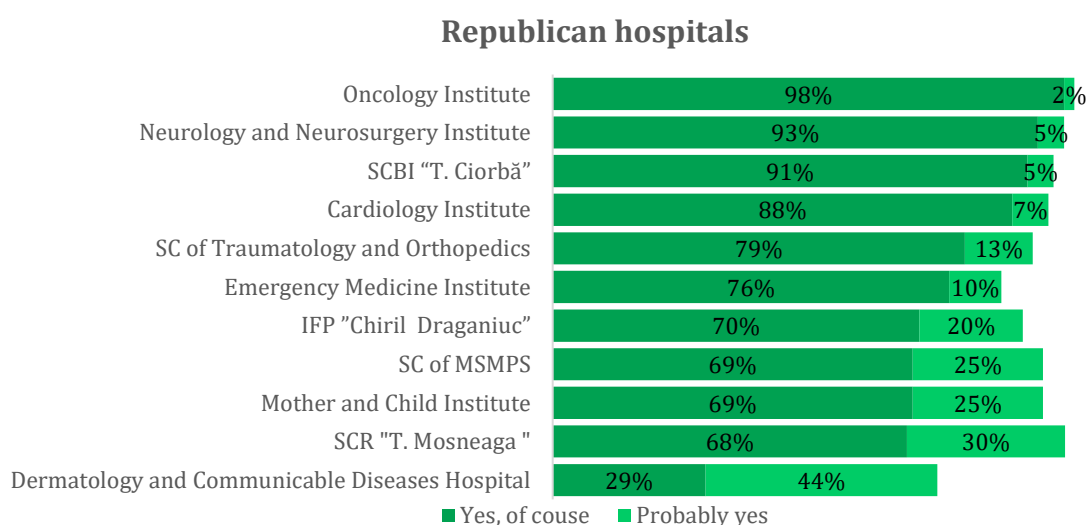 Republican hospitals
Oncology Institute 98% 2%
Neurology and Neurosurgery Institute 93% 5%
SCBI “T. Ciorbă” 91% 5%
Cardiology Institute 88% 7%
SC of Traumatology and Orthopedics 79% 13%
Emergency Medicine Institute 76% 10%
IFP ”Chiril  Draganiuc” 70% 20%
SC of MSMPS 69% 25%
Mother and Child Institute 69% 25%
SCR "T. Mosneaga " 68% 30%
Dermatology and Communicable Diseases Hospital 29% 44%
Yes, of couse Probably yes